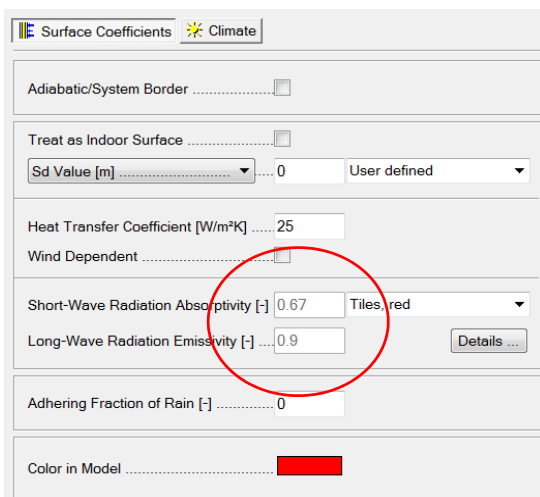 Surface Coefficients Climate
Adiabatic/System Border ....................
Treat as Indoor Surface .....................
Sd Value [m] ........................... .... 0 User defined
Heat Transfer Coefficient [W/m²K] ..... 25
Wind Dependent ................................
Short-Wave Radiation Absorptivity [-] 0.67 Tiles, red
Long-Wave Radiation Emissivity [-] .... 0.9 Details ...
Adhering Fraction of Rain [-] .............. 0
Color in Model ....................................